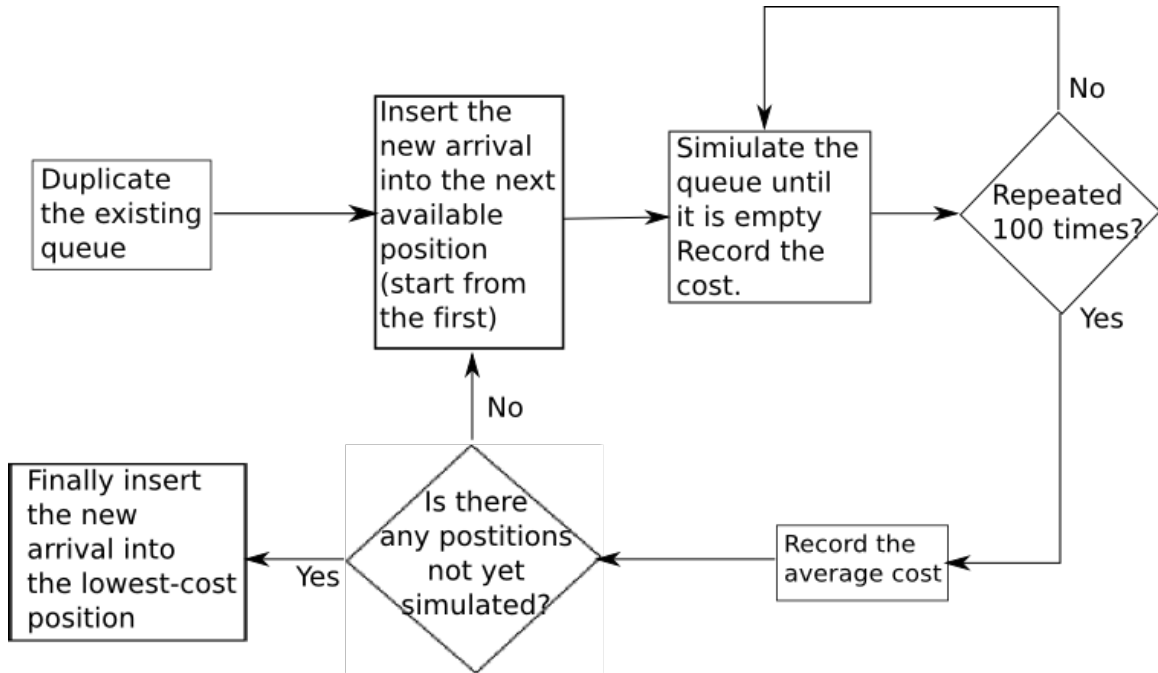 Duplicate
the existing
queue
Insert the
new arrival
into the next
available
position
(start from
the first)
Simiulate the
queue until
it is empty
Record the
cost.
No
Repeated
100 times?
Yes
Record the
average cost
Is there
any postitions
not yet
simulated?
No
Yes
Finally insert
the new
arrival into
the lowest-cost
position